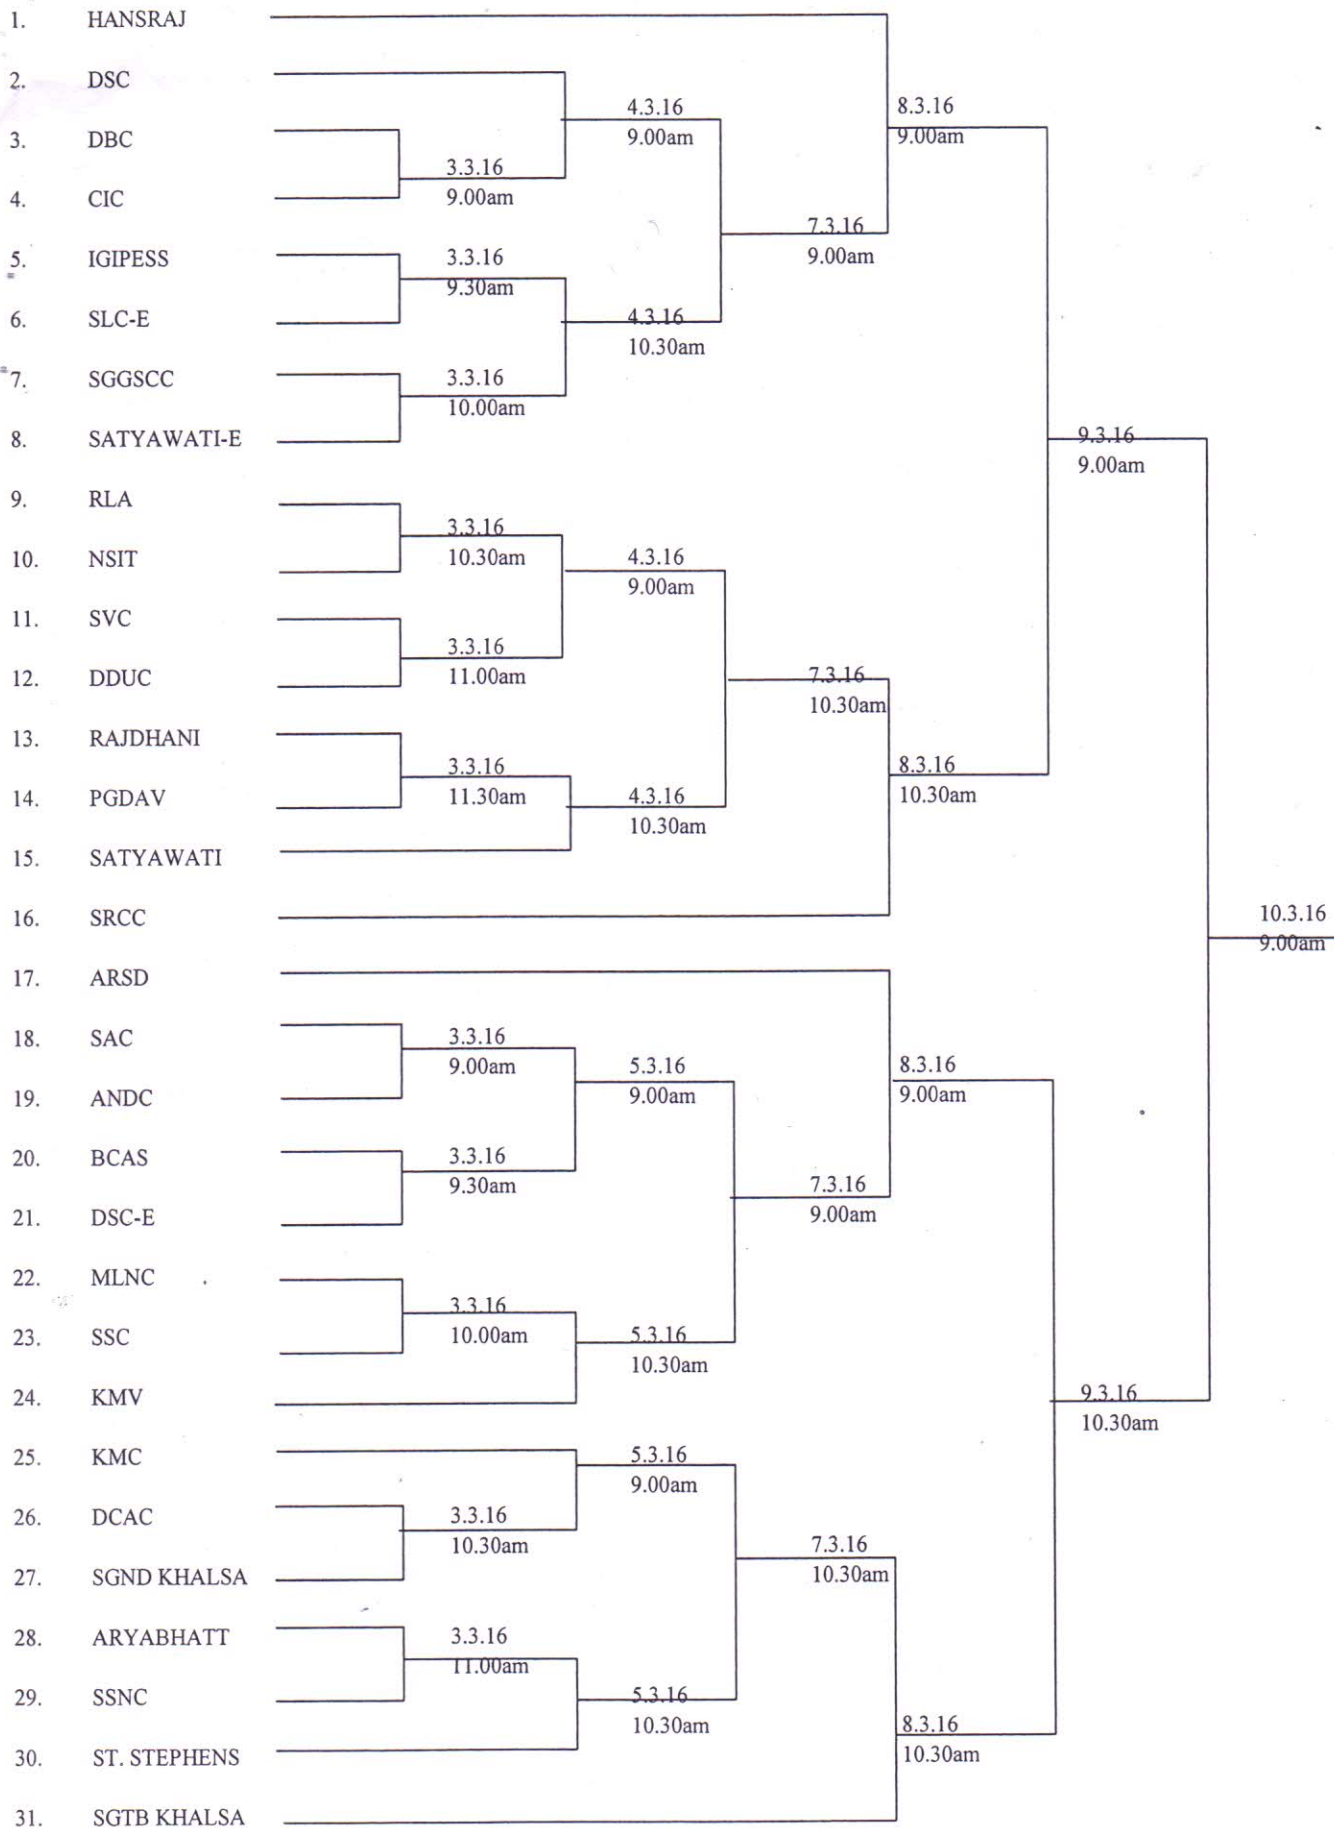 1. HANSRAJ
2. DSC
4.3.16
8.3.16
3. DBC
9.00am
9.00am
3.3.16
4. CIC
9.00am
7.3.16
5. IGIPESS
3.3.16
9.00am
9.30am
6. SLC-E
4.3.16
10.30am
7. SGGSCC
3.3.16
10.00am
8. SATYAWATI-E
9.3.16
9.00am
9. RLA
3.3.16
10. NSIT
10.30am
4.3.16
9.00am
11. SVC
3.3.16
12. DDUC
11.00am
7.3.16
10.30am
13. RAJDHANI
3.3.16
8.3.16
14. PGDAV
11.30am
4.3.16
10.30am
10.30am
15. SATYAWATI
16. SRCC
10.3.16
9.00am
17. ARSD
18. SAC
3.3.16
9.00am
5.3.16
8.3.16
19. ANDC
9.00am
9.00am
20. BCAS
3.3.16
9.30am
7.3.16
21. DSC-E
9.00am
22. MLNC
3.3.16
23. SSC
10.00am
5.3.16
10.30am
24. KMV
9.3.16
10.30am
25. KMC
5.3.16
9.00am
26. DCAC
3.3.16
10.30am
7.3.16
27. SGND KHALSA
10.30am
28. ARYABHATT
3.3.16
11.00am
29. SSNC
5.3.16
10.30am
8.3.16
30. ST. STEPHENS
10.30am
31. SGTB KHALSA